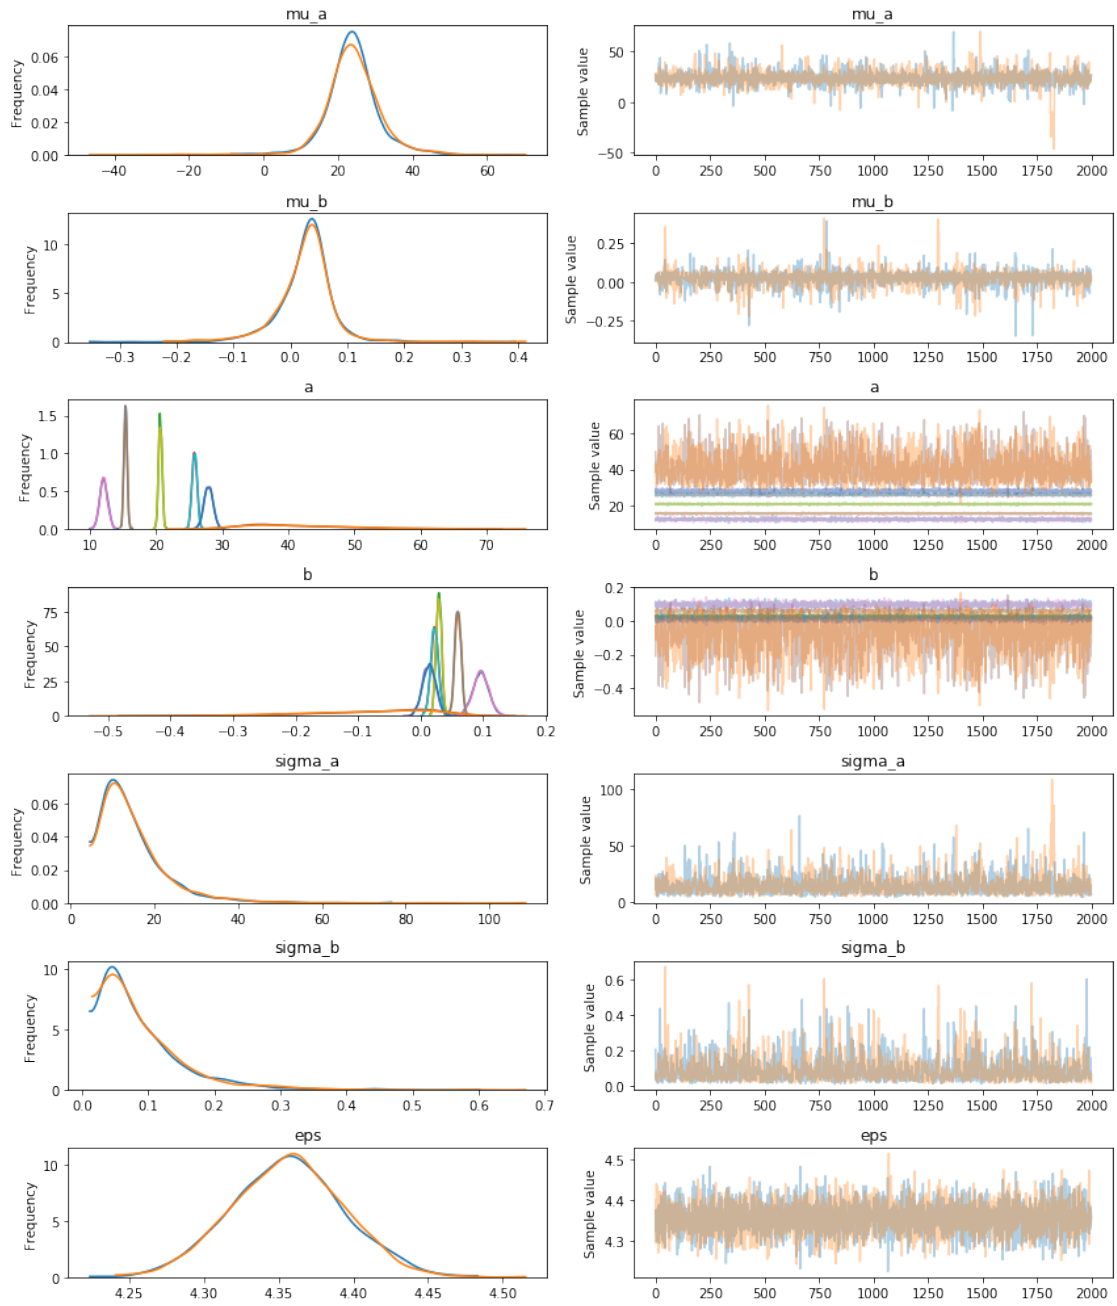 mu_a mu_a
Frequency
0.06
0.04
0.02
0.00
−40 −20 0 20 40 60
Sample value
50
0
−50
0 250 500 750 1000 1250 1500 1750 2000
mu_b mu_b
Frequency
10
5
0
−0.3 −0.2 −0.1 0.0 0.1 0.2 0.3 0.4
Sample value
0.25
0.00
−0.25
0 250 500 750 1000 1250 1500 1750 2000
a a
Frequency
1.5
1.0
0.5
0.0
10 20 30 40 50 60 70
Sample value
60
40
20
0 250 500 750 1000 1250 1500 1750 2000
b b
Frequency
75
50
25
0
−0.5 −0.4 −0.3 −0.2 −0.1 0.0 0.1 0.2
Sample value
0.2
0.0
−0.2
−0.4
0 250 500 750 1000 1250 1500 1750 2000
sigma_a sigma_a
Frequency
0.06
0.04
0.02
0.00
0 20 40 60 80 100
Sample value
100
50
0
0 250 500 750 1000 1250 1500 1750 2000
sigma_b sigma_b
Frequency
10
5
0
0.0 0.1 0.2 0.3 0.4 0.5 0.6 0.7
Sample value
0.6
0.4
0.2
0.0
0 250 500 750 1000 1250 1500 1750 2000
eps eps
Frequency
10
5
0
4.25 4.30 4.35 4.40 4.45 4.50
Sample value
4.5
4.4
4.3
0 250 500 750 1000 1250 1500 1750 2000